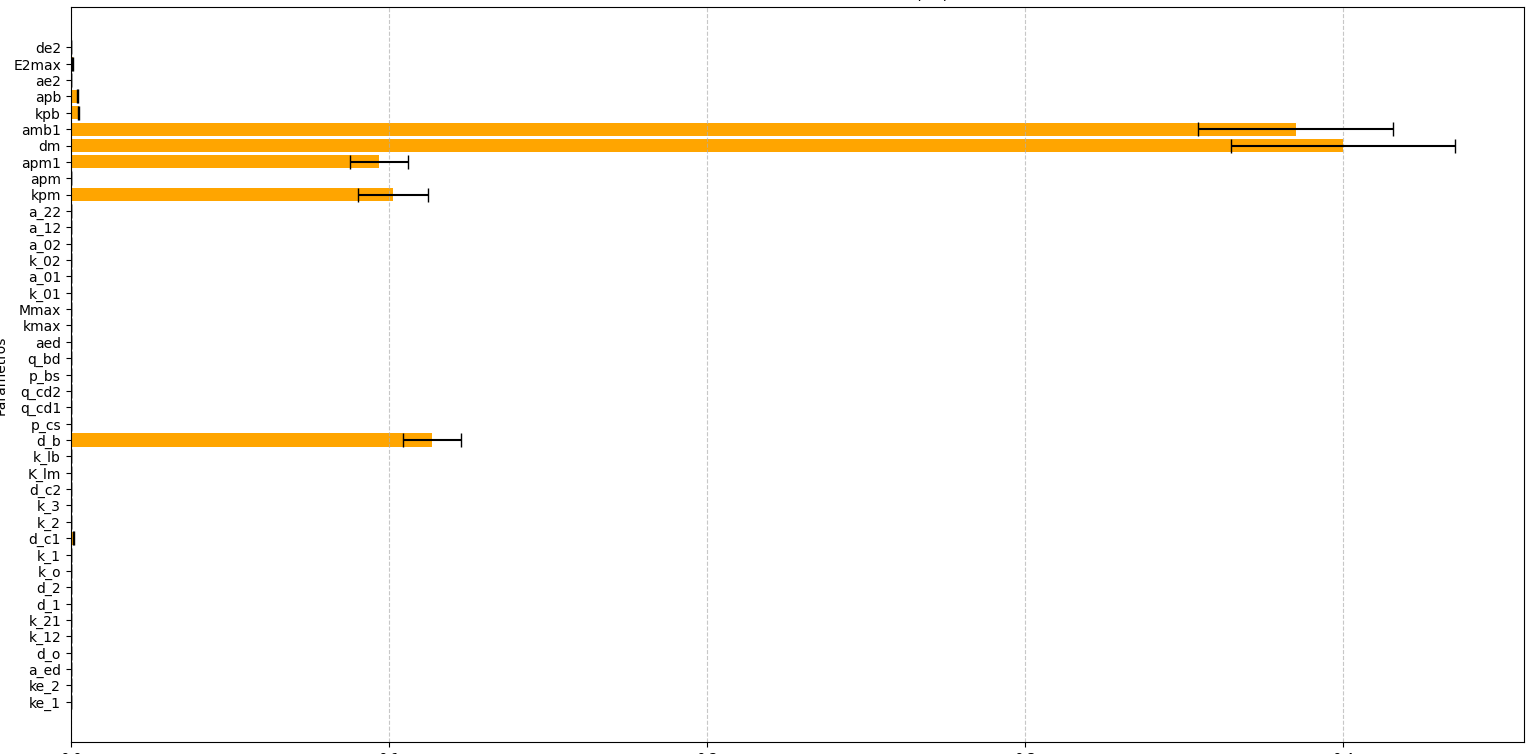 de2
E2max
ae2
apb
kpb
amb1
dm
apm1
apm
kpm
a_22
a_12
a_02
k_02
a_01
k_01
Mmax
kmax
aed
q_bd
p_bs
q_cd2
q_cd1
p_cs
d_b
k_lb
K_lm
d_c2
k_3
k_2
d_c1
k_1
k_o
d_2
d_1
k_21
k_12
d_o
a_ed
ke_2
ke_1